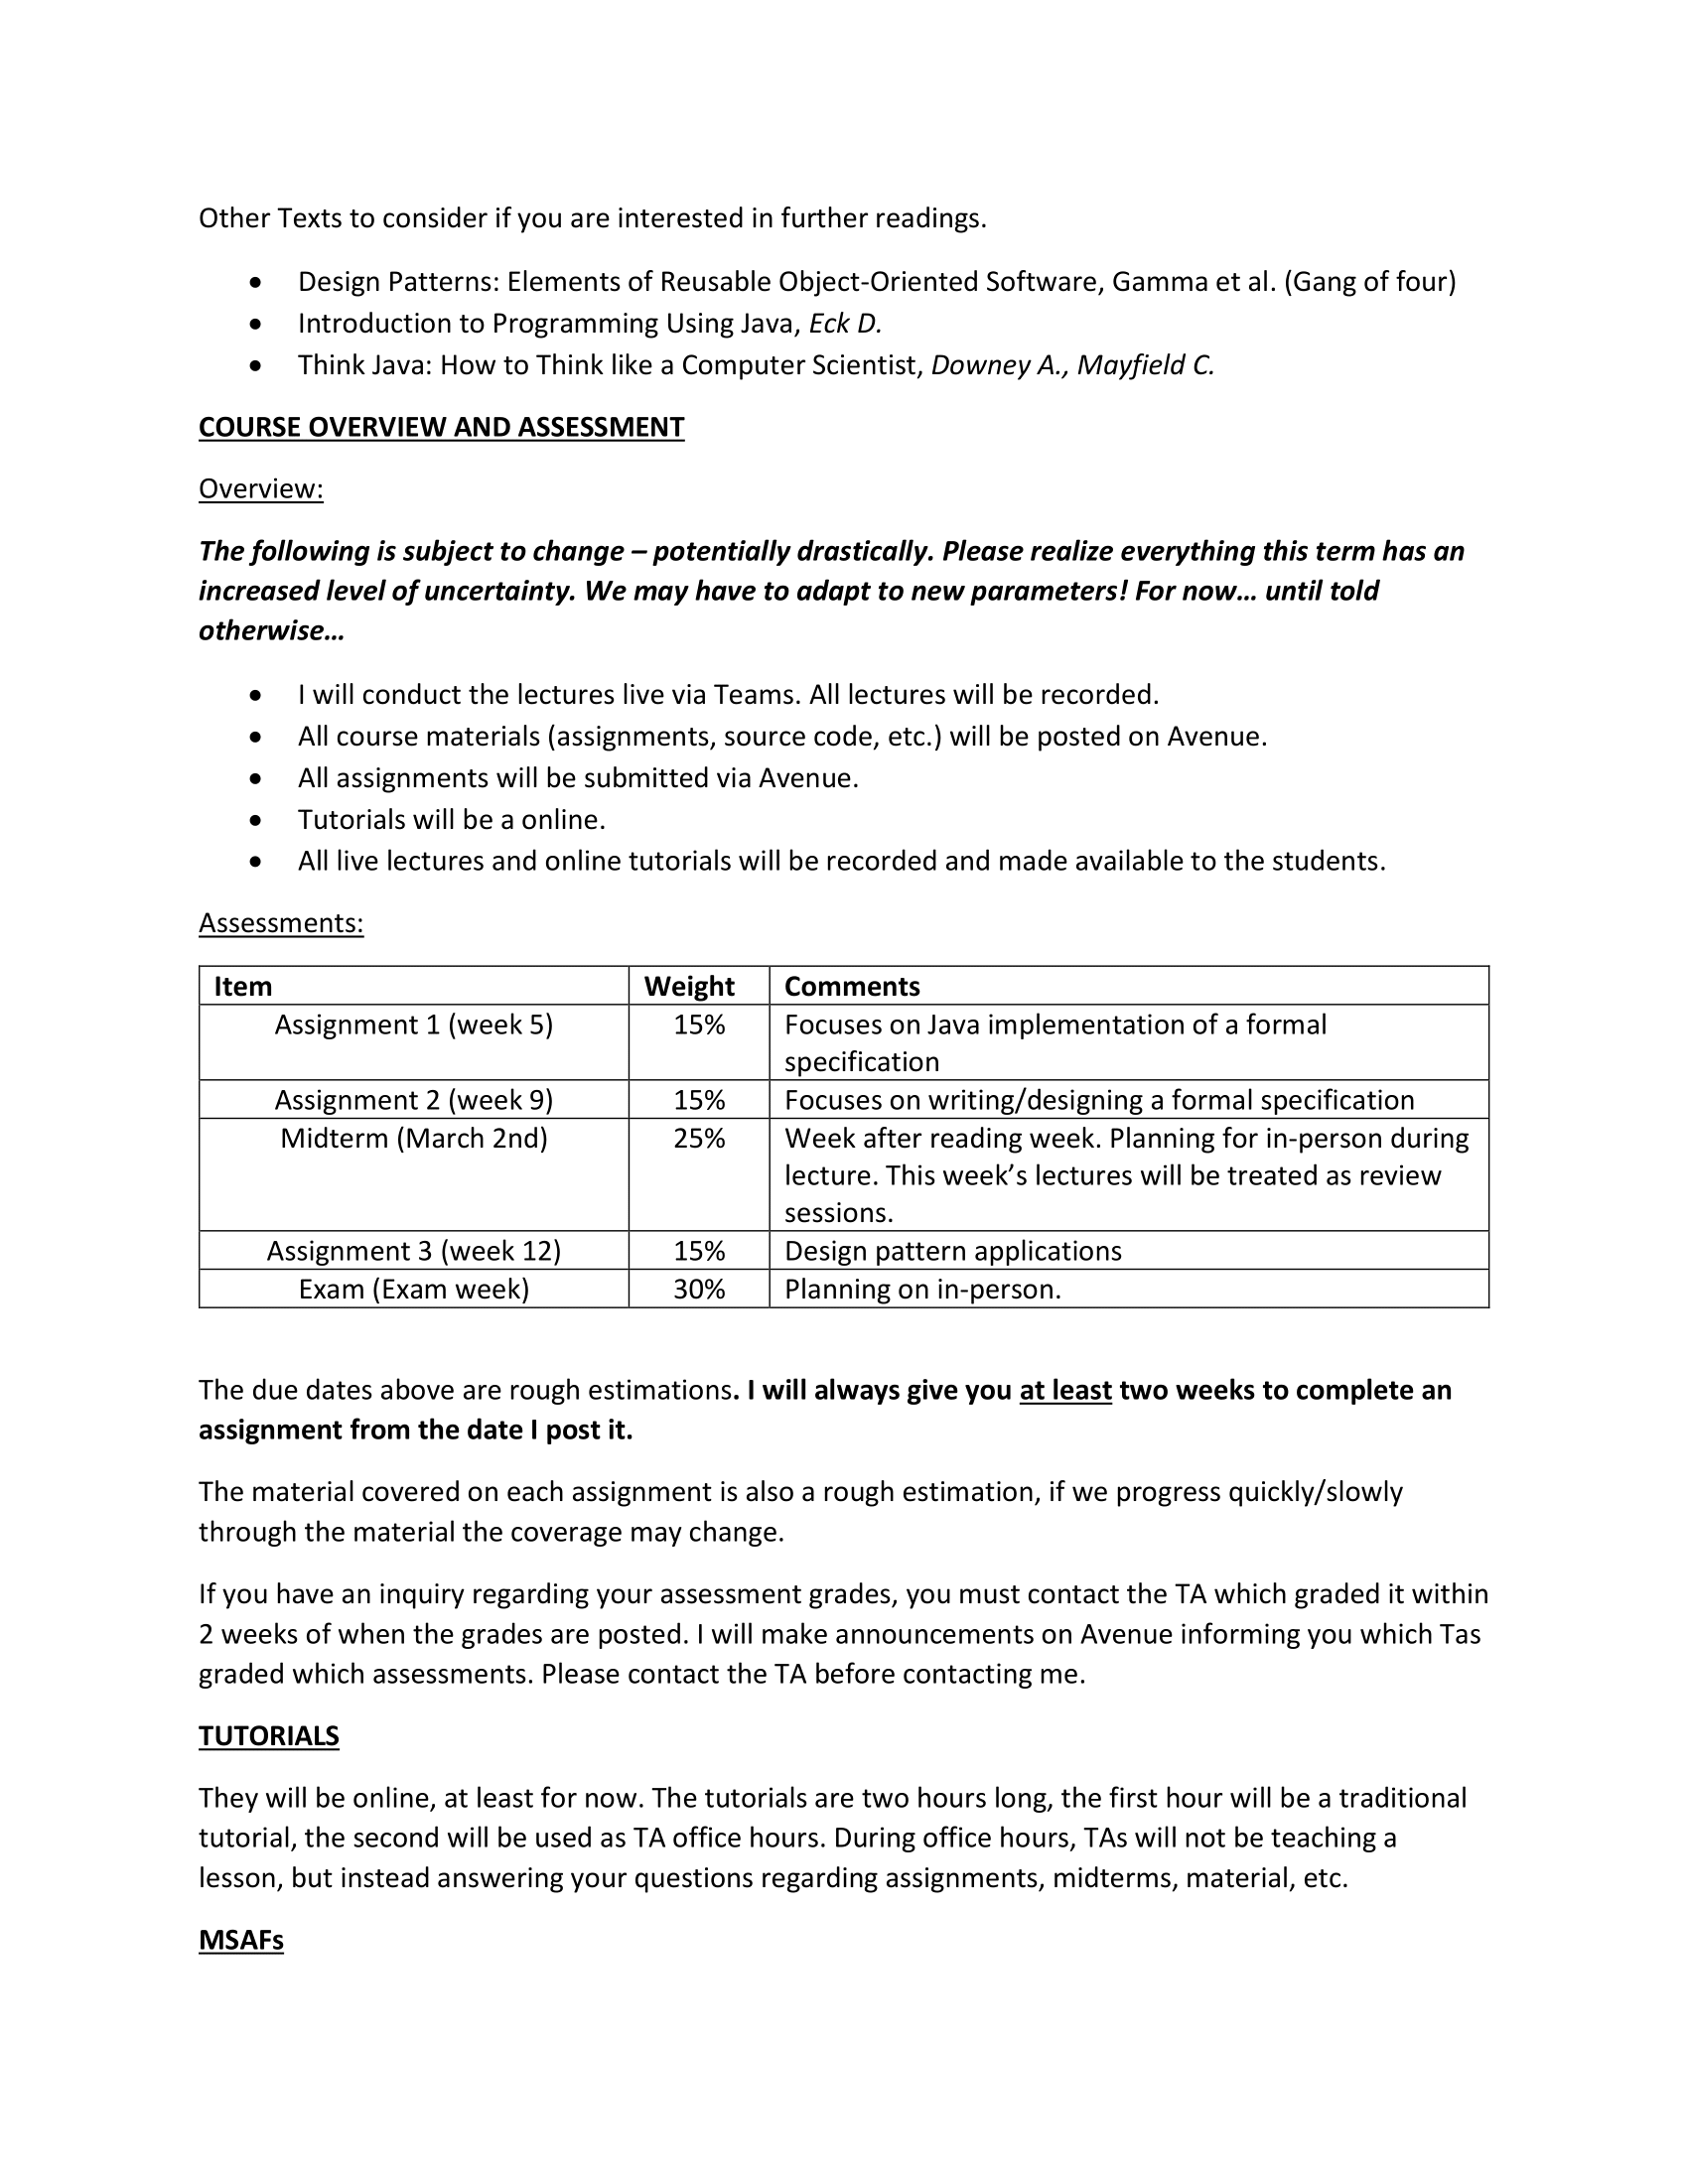 Other Texts to consider if you are interested in further readings.
• Design Patterns: Elements of Reusable Object-Oriented Software, Gamma et al. (Gang of four)
• Introduction to Programming Using Java, Eck D.
• Think Java: How to Think like a Computer Scientist, Downey A., Mayfield C.
COURSE OVERVIEW AND ASSESSMENT
Overview:
The following is subject to change – potentially drastically. Please realize everything this term has an
increased level of uncertainty. We may have to adapt to new parameters! For now… until told
otherwise…
• I will conduct the lectures live via Teams. All lectures will be recorded.
• All course materials (assignments, source code, etc.) will be posted on Avenue.
• All assignments will be submitted via Avenue.
• Tutorials will be a online.
• All live lectures and online tutorials will be recorded and made available to the students.
Assessments:
Item Weight Comments
Assignment 1 (week 5) 15% Focuses on Java implementation of a formal
specification
Assignment 2 (week 9) 15% Focuses on writing/designing a formal specification
Midterm (March 2nd) 25% Week after reading week. Planning for in-person during
lecture. This week’s lectures will be treated as review
sessions.
Assignment 3 (week 12) 15% Design pattern applications
Exam (Exam week) 30% Planning on in-person.
The due dates above are rough estimations. I will always give you at least two weeks to complete an
assignment from the date I post it.
The material covered on each assignment is also a rough estimation, if we progress quickly/slowly
through the material the coverage may change.
If you have an inquiry regarding your assessment grades, you must contact the TA which graded it within
2 weeks of when the grades are posted. I will make announcements on Avenue informing you which Tas
graded which assessments. Please contact the TA before contacting me.
TUTORIALS
They will be online, at least for now. The tutorials are two hours long, the first hour will be a traditional
tutorial, the second will be used as TA office hours. During office hours, TAs will not be teaching a
lesson, but instead answering your questions regarding assignments, midterms, material, etc.
MSAFs